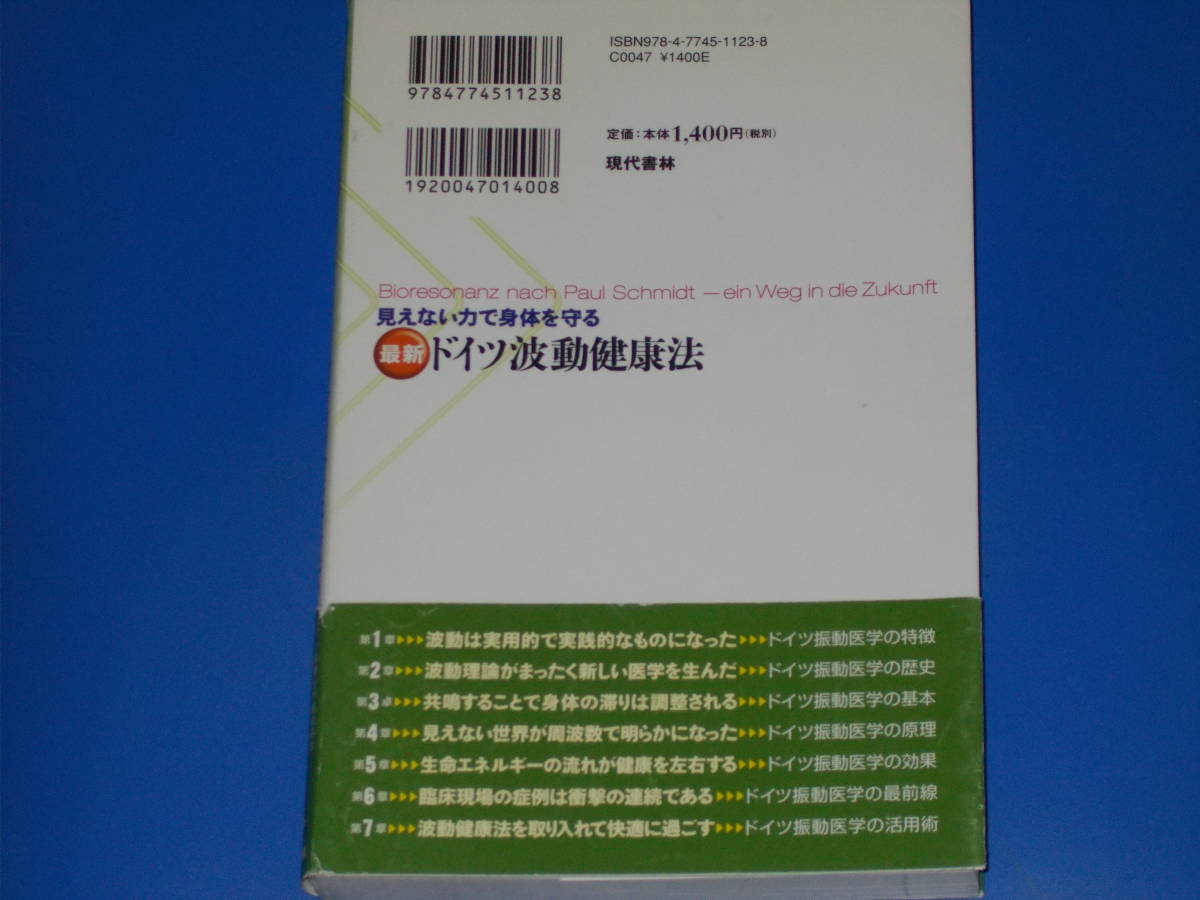 ISBN978-4-7745-1123-8
C0047 ¥1400E
9784774511238
定価：本体1,400円（税別）
現代書林
1920047014008
Bioresonanz nach Paul Schmidt — ein Weg in die Zukunft
見えない力で身体を守る
最新 ドイツ波動健康法
第1章▶▶▶波動は実用的で実践的なものになった▶▶▶ドイツ振動医学の特徴
第2章▶▶▶波動理論がまったく新しい医学を生んだ▶▶▶ドイツ振動医学の歴史
第3章▶▶▶共鳴することで身体の滞りは調整される▶▶▶ドイツ振動医学の基本
第4章▶▶▶見えない世界が周波数で明らかになった▶▶▶ドイツ振動医学の原理
第5章▶▶▶生命エネルギーの流れが健康を左右する▶▶▶ドイツ振動医学の効果
第6章▶▶▶臨床現場の症例は衝撃の連続である▶▶▶ドイツ振動医学の最前線
第7章▶▶▶波動健康法を取り入れて快適に過ごす▶▶▶ドイツ振動医学の活用術